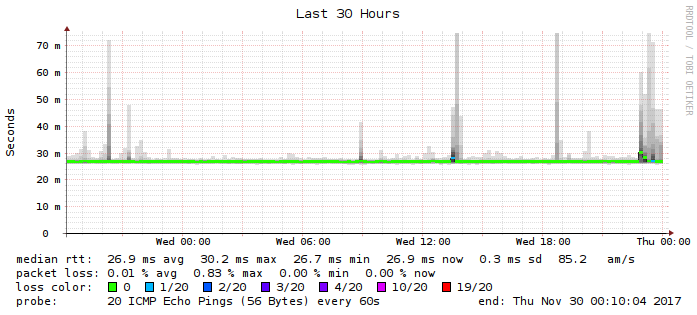 Last 30 Hours
RRDTOOL / TOBI OETIKER
Seconds
70 m
60 m
50 m
40 m
30 m
20 m
10 m
0
Wed 00:00 Wed 06:00 Wed 12:00 Wed 18:00 Thu 00:00
median rtt: 26.9 ms avg 30.2 ms max 26.7 ms min 26.9 ms now 0.3 ms sd 85.2 am/s
packet loss: 0.01 % avg 0.83 % max 0.00 % min 0.00 % now
loss color: 0 1/20 2/20 3/20 4/20 10/20 19/20
probe: 20 ICMP Echo Pings (56 Bytes) every 60s end: Thu Nov 30 00:10:04 2017